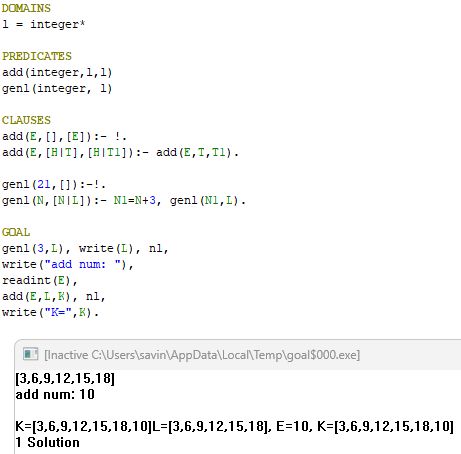 DOMAINS
l = integer*
PREDICATES
add(integer,l,l)
genl(integer, l)
CLAUSES
add(E,[],[E]):- !.
add(E,[H|T],[H|T1]):- add(E,T,T1).
genl(21,[]):-!.
genl(N,[N|L]):- N1=N+3, genl(N1,L).
GOAL
genl(3,L), write(L), nl,
write("add num: "),
readint(E),
add(E,L,K), nl,
write("K=",K).
[Inactive C:\Users\savin\AppData\Local\Temp\goal$000.exe]
[3,6,9,12,15,18]
add num: 10
K=[3,6,9,12,15,18,10]L=[3,6,9,12,15,18], E=10, K=[3,6,9,12,15,18,10]
1 Solution